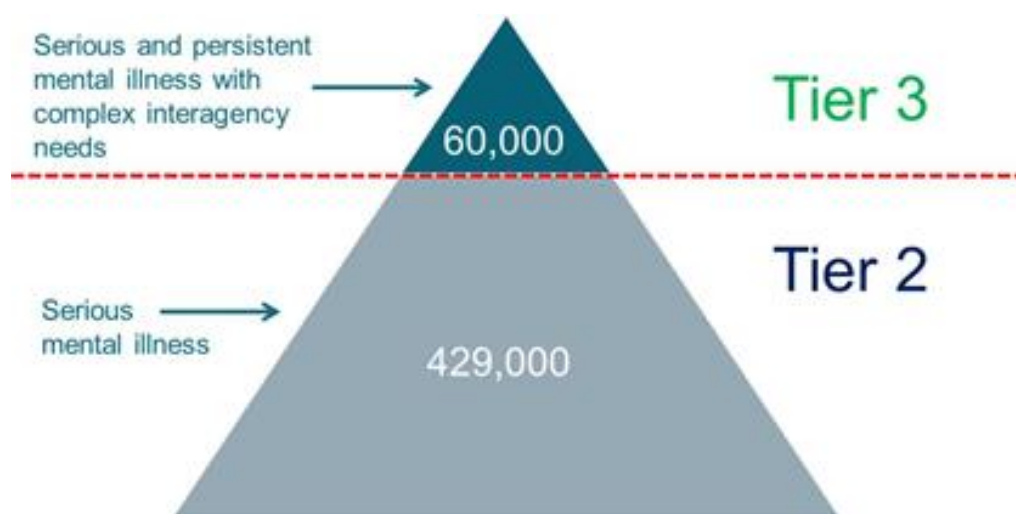 Serious and persistent
mental illness with
complex interagency
needs
60,000
Tier 3
Tier 2
Serious
mental illness
429,000